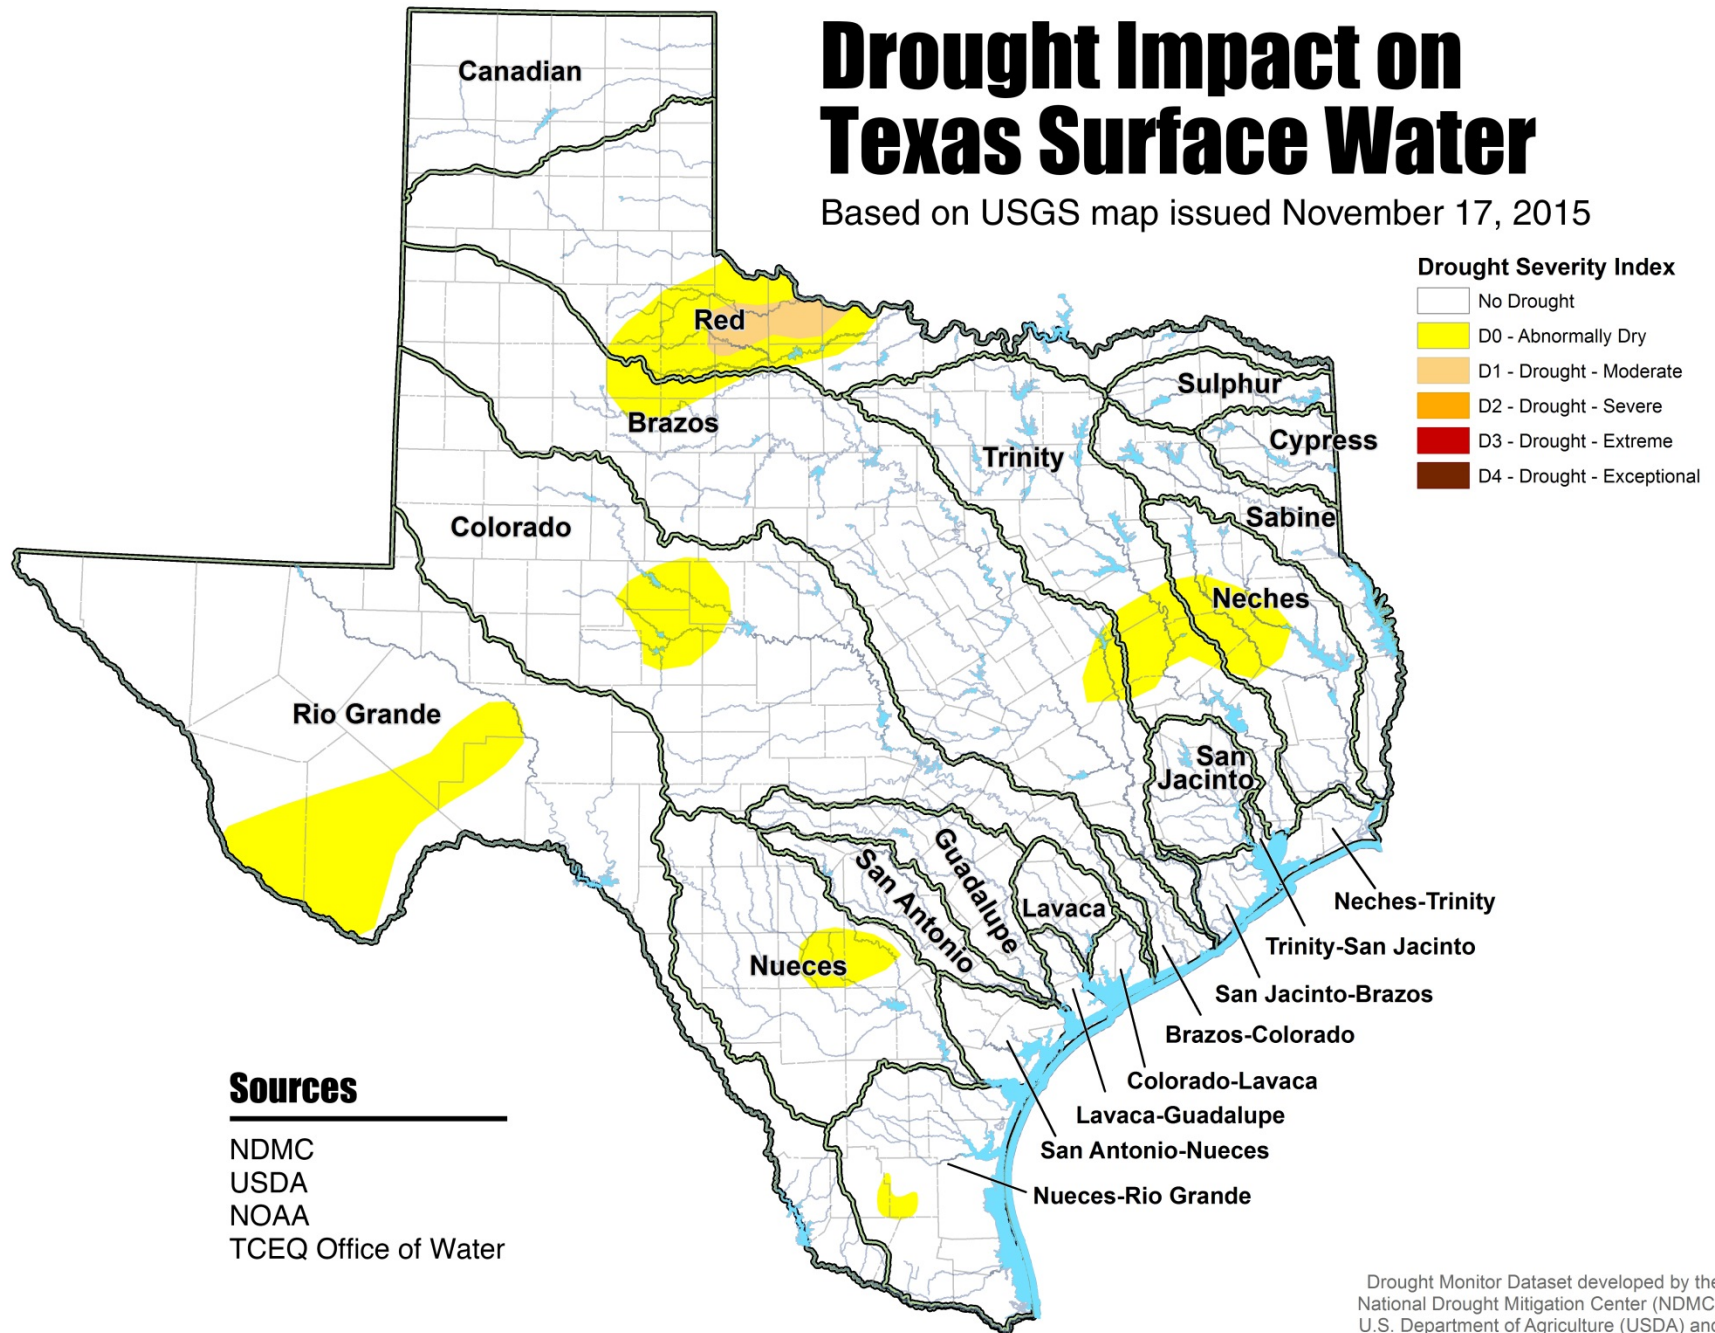 Drought Impact on
Texas Surface Water
Based on USGS map issued November 17, 2015
Drought Severity Index
No Drought
D0 - Abnormally Dry
D1 - Drought - Moderate
D2 - Drought - Severe
D3 - Drought - Extreme
D4 - Drought - Exceptional
Canadian
Red
Sulphur
Brazos
Cypress
Trinity
Sabine
Colorado
Neches
Rio Grande
San
Jacinto
Guadalupe
San Antonio
Lavaca
Neches-Trinity
Trinity-San Jacinto
Nueces
San Jacinto-Brazos
Brazos-Colorado
Colorado-Lavaca
Lavaca-Guadalupe
San Antonio-Nueces
Nueces-Rio Grande
Sources
NDMC
USDA
NOAA
TCEQ Office of Water
Drought Monitor Dataset developed by the
National Drought Mitigation Center (NDMC
U.S. Department of Agriculture (USDA) and